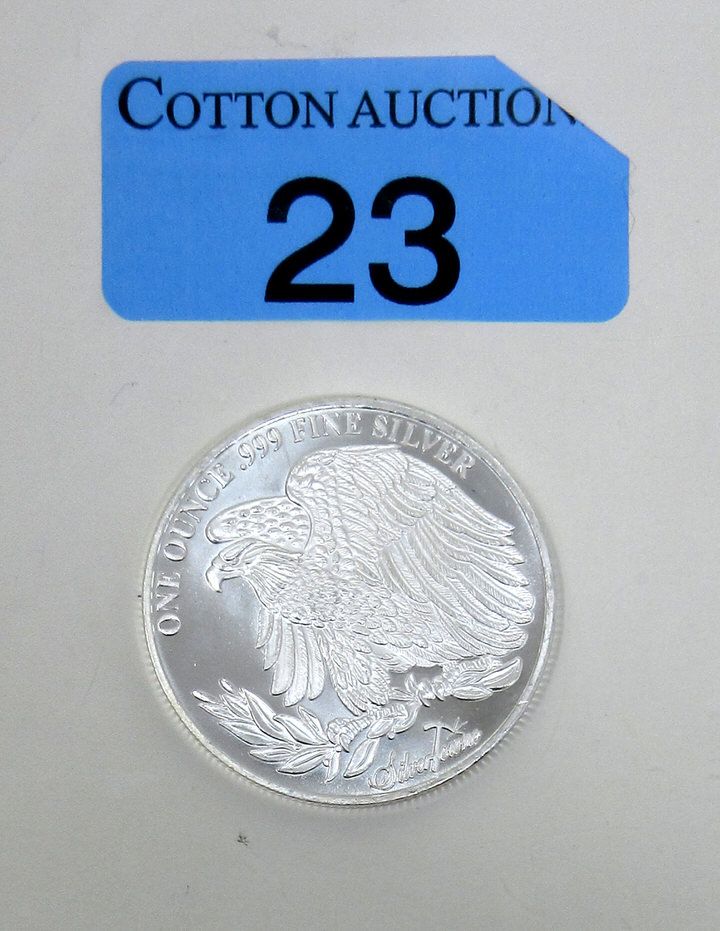 COTTON AUCTION
23
ONE OUNCE .999 FINE SILVER
SilverTowne